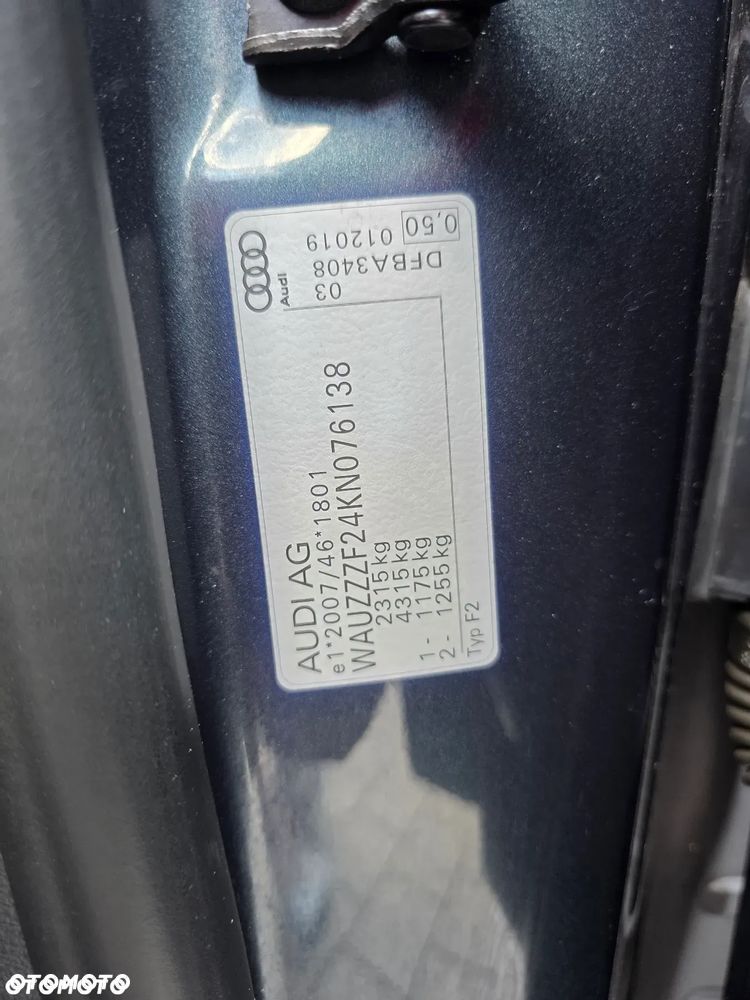 AUDI AG
e1*2007/46*1801
WAUZZZF24KN076138
2315kg
4315kg
1 - 1175kg
2 - 1255kg
Typ F2
Audi
03
DFBA3408
012019
0,50
OTOMOTO
OTOMOTO